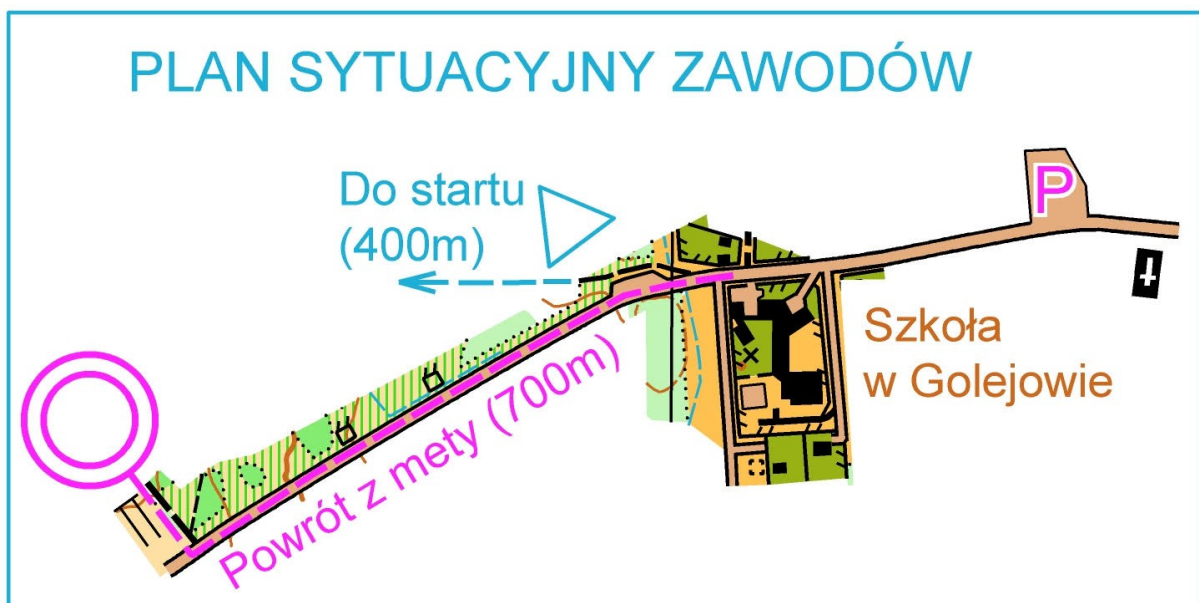 PLAN SYTUACYJNY ZAWODÓW
Do startu
(400m)
P
Szkoła
w Golejowie
Powrót z mety (700m)